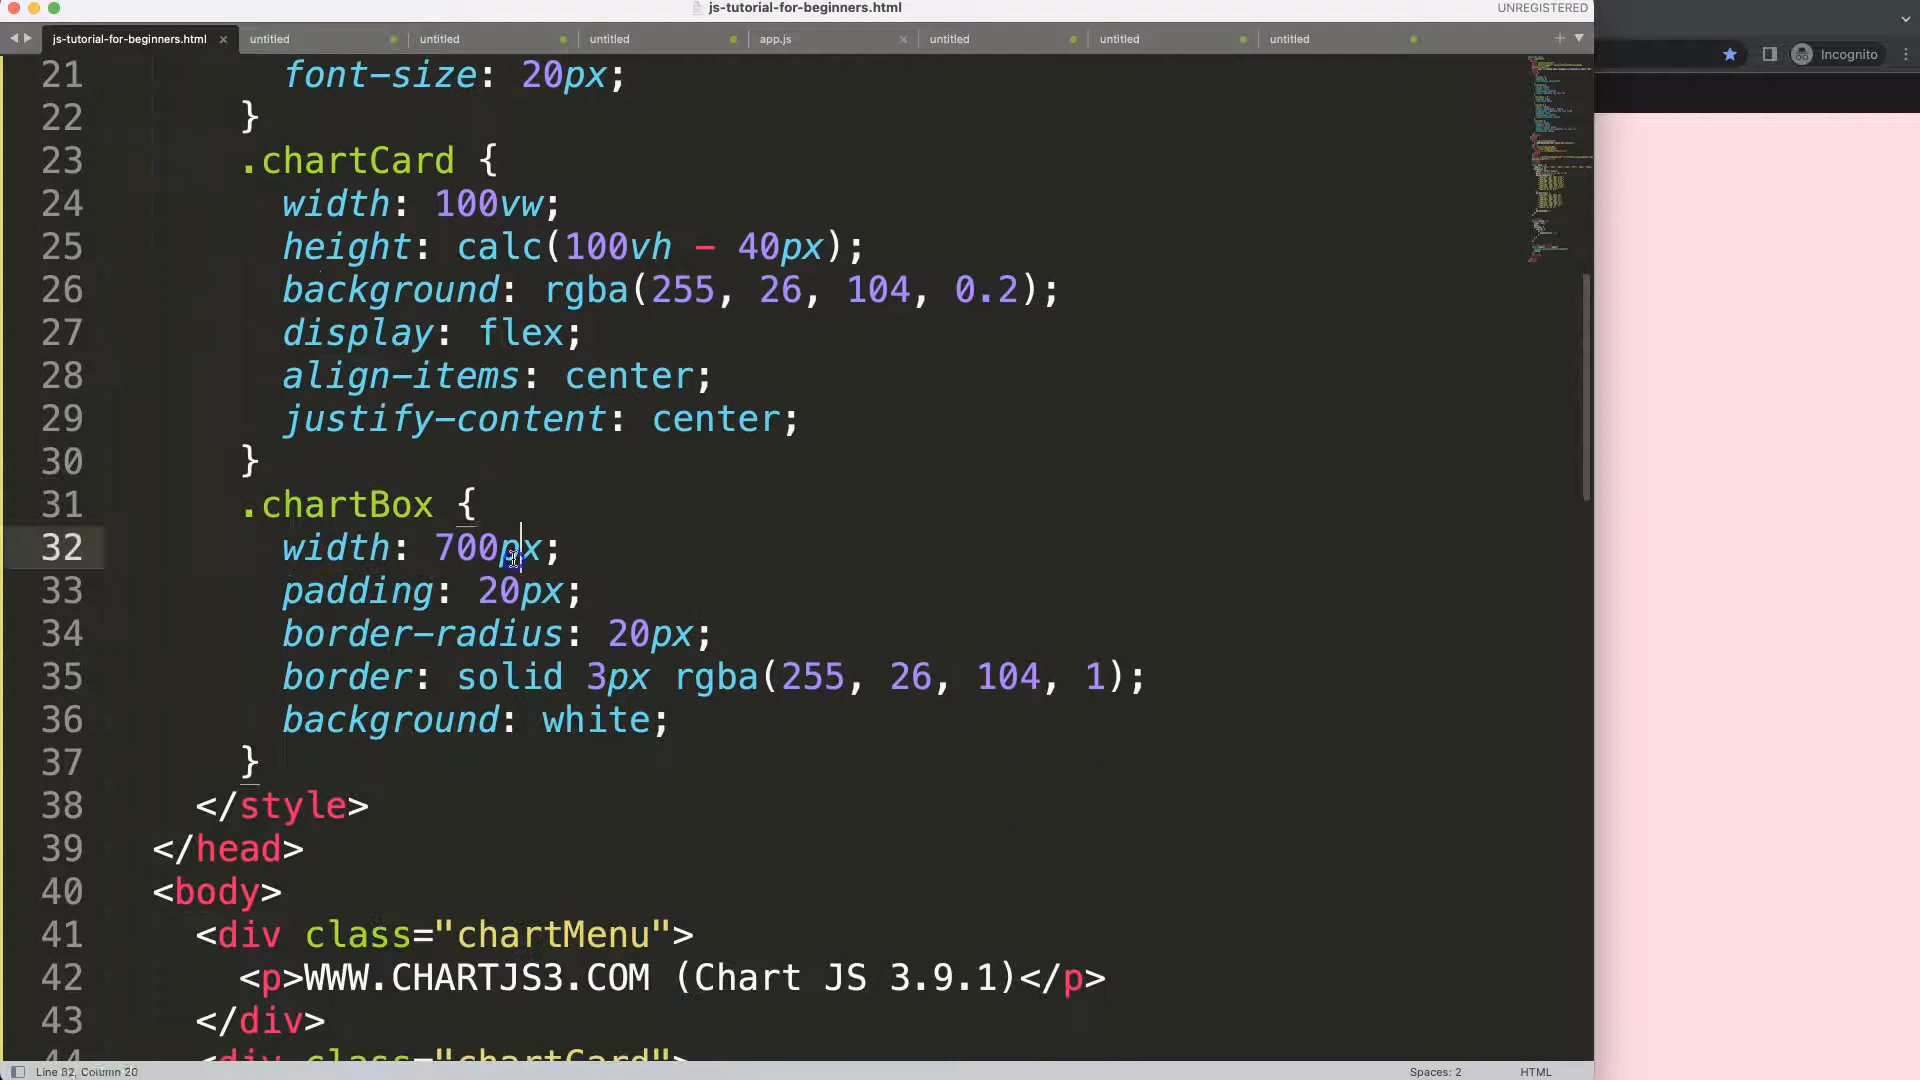 js-tutorial-for-beginners.html
UNREGISTERED
js-tutorial-for-beginners.html × untitled untitled untitled app.js × untitled untitled untitled
Incognito
21 font-size: 20px;
22 }
23 .chartCard {
24 width: 100vw;
25 height: calc(100vh - 40px);
26 background: rgba(255, 26, 104, 0.2);
27 display: flex;
28 align-items: center;
29 justify-content: center;
30 }
31 .chartBox {
32 width: 700px;
33 padding: 20px;
34 border-radius: 20px;
35 border: solid 3px rgba(255, 26, 104, 1);
36 background: white;
37 }
38 </style>
39 </head>
40 <body>
41 <div class="chartMenu">
42 <p>WWW.CHARTJS3.COM (Chart JS 3.9.1)</p>
43 </div>
44 <div class="chartCard">
Line 32, Column 20
Spaces: 2
HTML